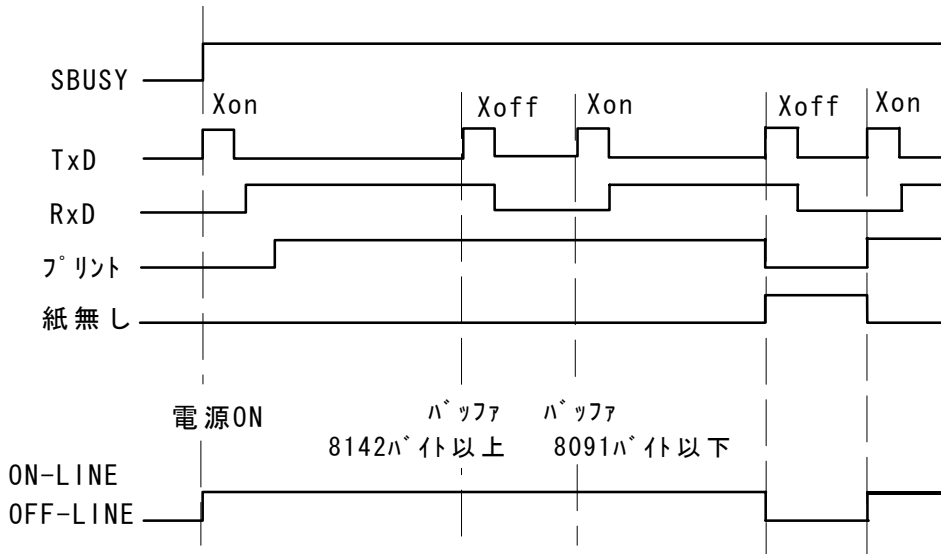 SBUSY
Xon Xoff Xon Xoff Xon
TxD
RxD
ﾌﾟﾘﾝﾄ
紙無し
電源ON ﾊﾞｯﾌｧ ﾊﾞｯﾌｧ
8142ﾊﾞｲﾄ以上 8091ﾊﾞｲﾄ以下
ON-LINE
OFF-LINE